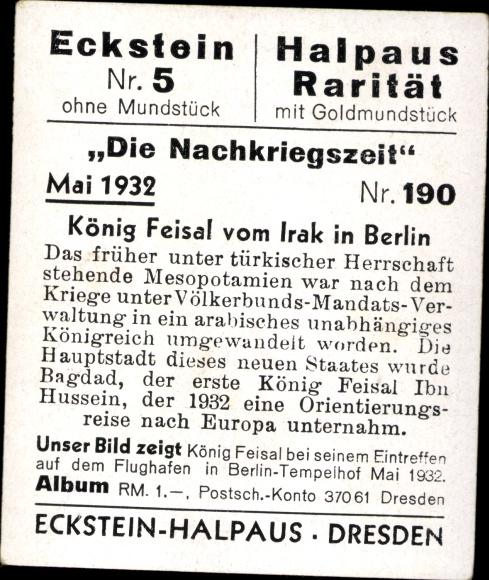 Eckstein
Nr. 5
ohne Mundstück
Halpaus
Rarität
mit Goldmundstück
„Die Nachkriegszeit“
Mai 1932 Nr. 190
König Feisal vom Irak in Berlin
Das früher unter türkischer Herrschaft
stehende Mesopotamien war nach dem
Kriege unter Völkerbunds-Mandats-Ver-
waltung in ein arabisches unabhängiges
Königreich umgewandelt worden. Die
Hauptstadt dieses neuen Staates wurde
Bagdad, der erste König Feisal Ibn
Hussein, der 1932 eine Orientierungs-
reise nach Europa unternahm.
Unser Bild zeigt König Feisal bei seinem Eintreffen
auf dem Flughafen in Berlin-Tempelhof Mai 1932.
Album RM. 1.–, Postsch.-Konto 37061 Dresden
ECKSTEIN-HALPAUS · DRESDEN